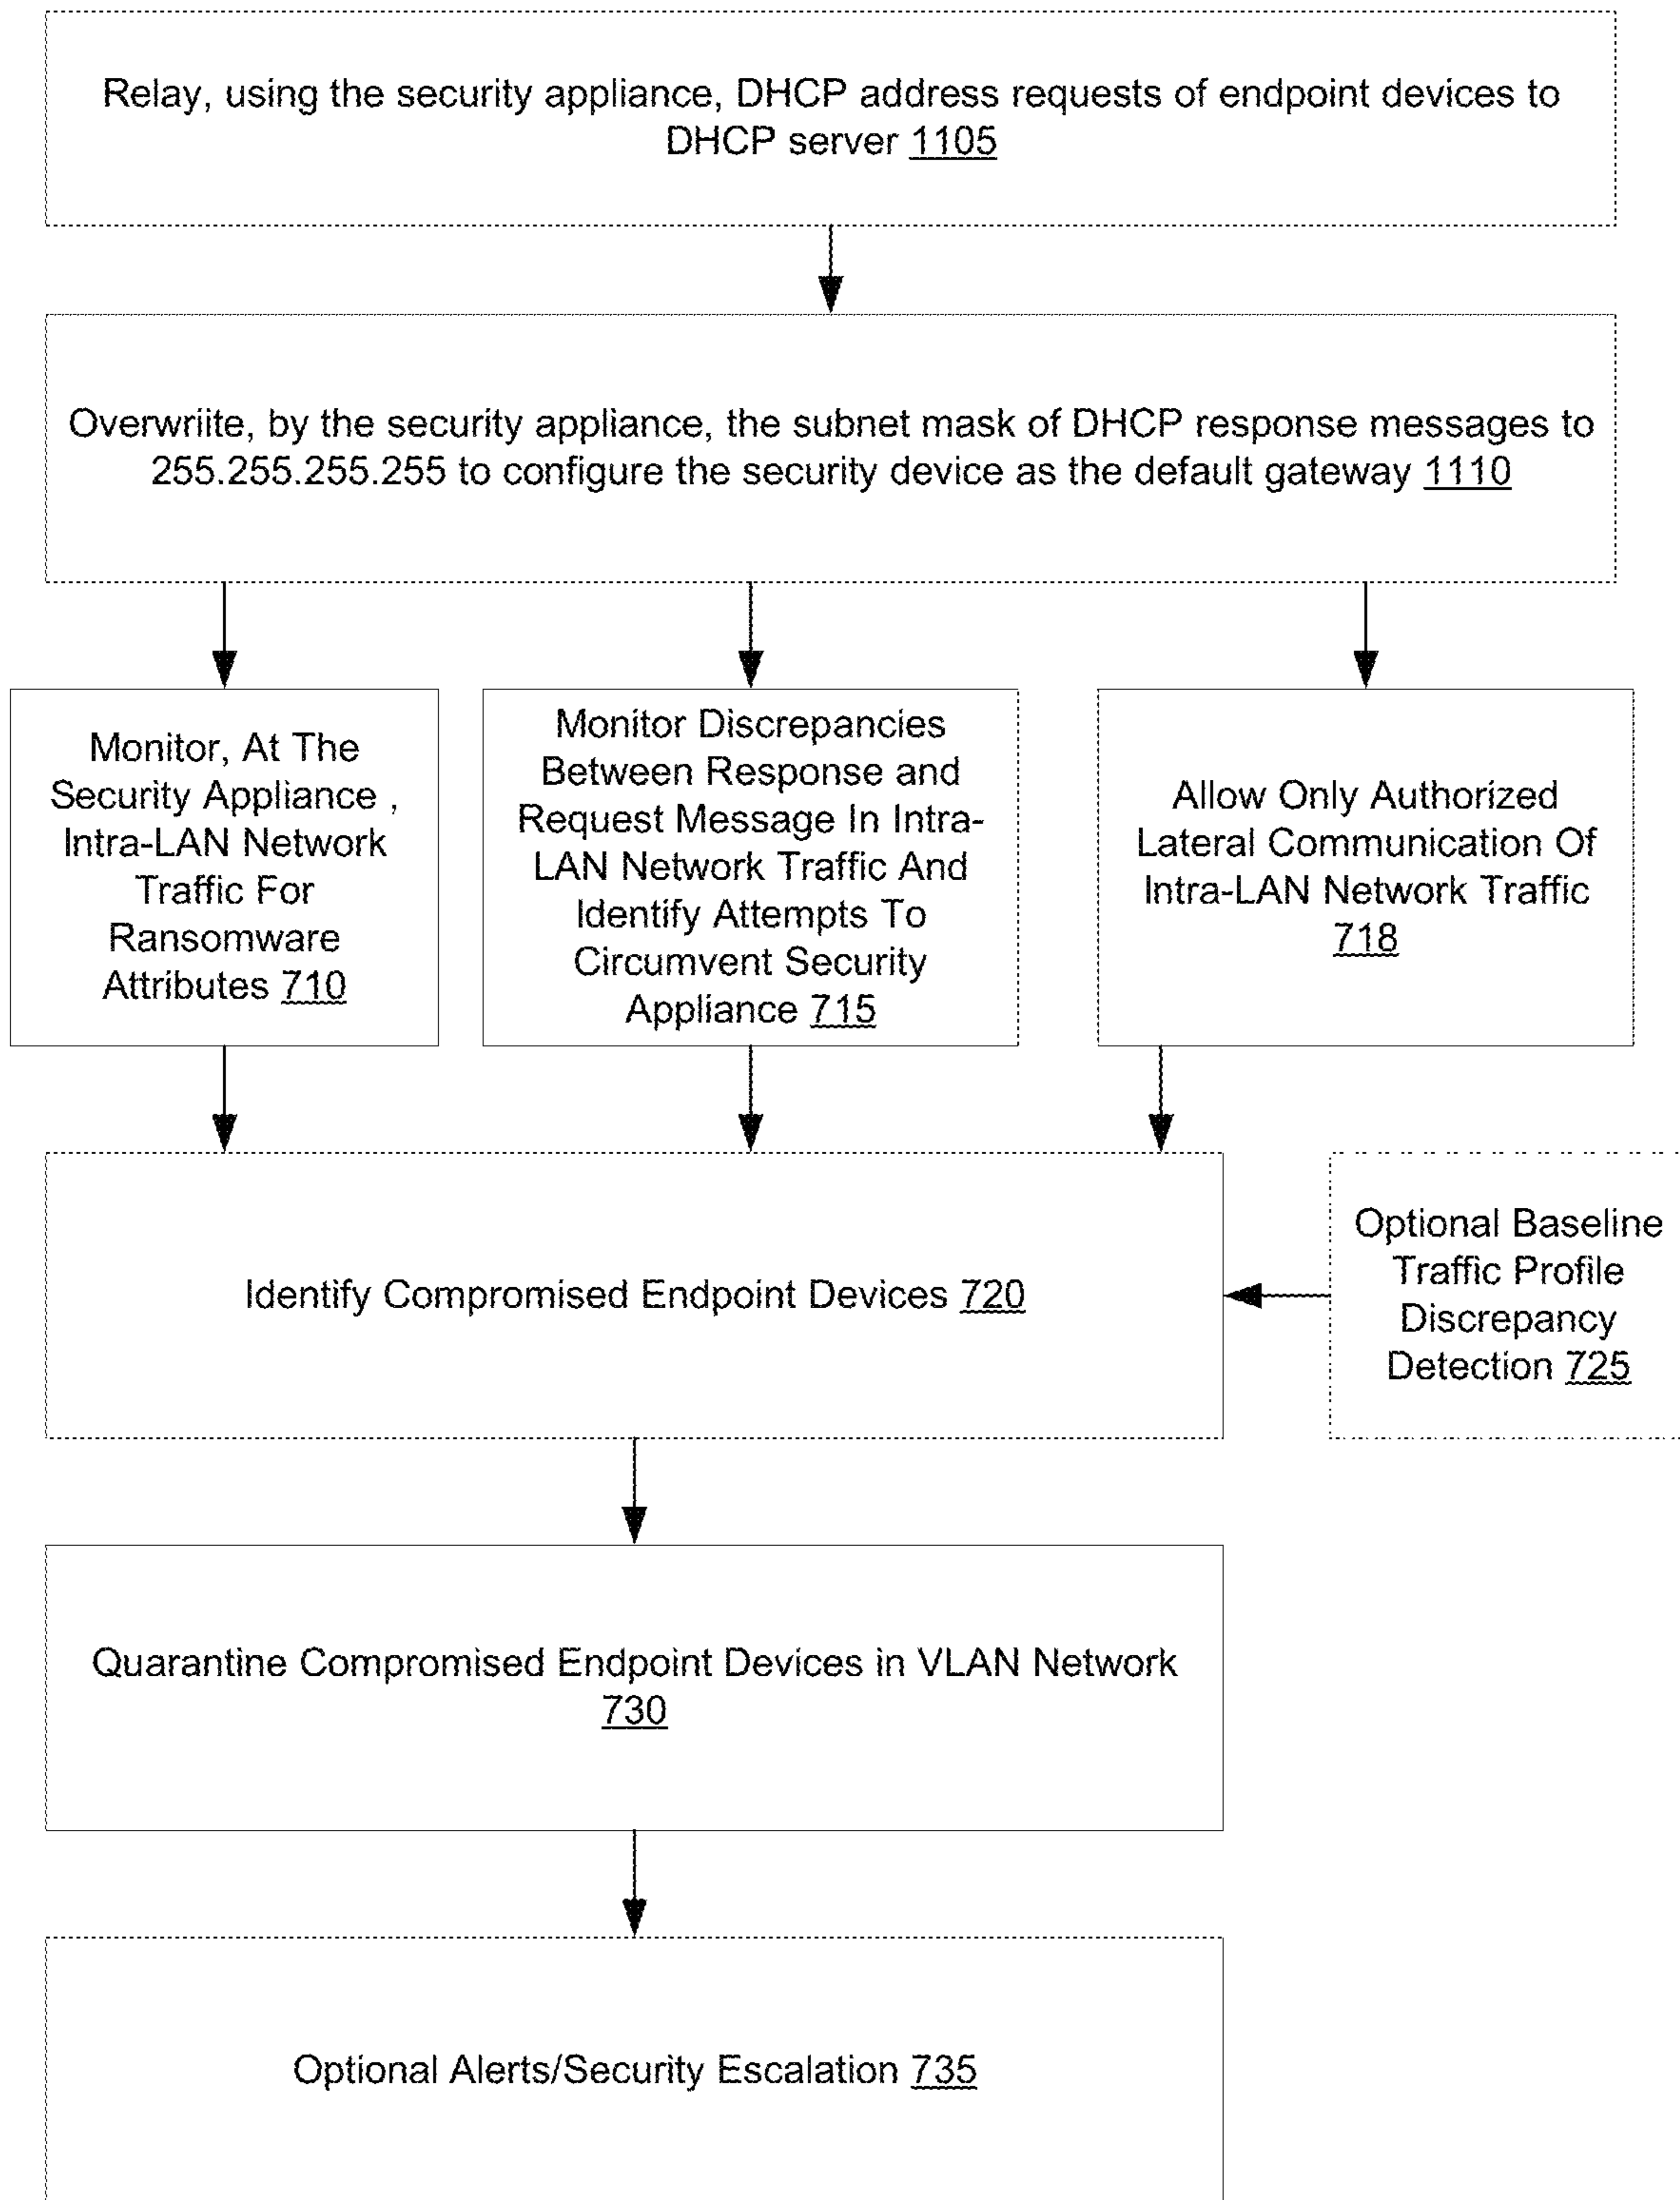 Relay, using the security appliance, DHCP address requests of endpoint devices to
DHCP server 1105
Overwriite, by the security appliance, the subnet mask of DHCP response messages to
255.255.255.255 to configure the security device as the default gateway 1110
Monitor, At The
Security Appliance ,
Intra-LAN Network
Traffic For
Ransomware
Attributes 710
Monitor Discrepancies
Between Response and
Request Message In Intra-
LAN Network Traffic And
Identify Attempts To
Circumvent Security
Appliance 715
Allow Only Authorized
Lateral Communication Of
Intra-LAN Network Traffic
718
Identify Compromised Endpoint Devices 720
Optional Baseline
Traffic Profile
Discrepancy
Detection 725
Quarantine Compromised Endpoint Devices in VLAN Network
730
Optional Alerts/Security Escalation 735